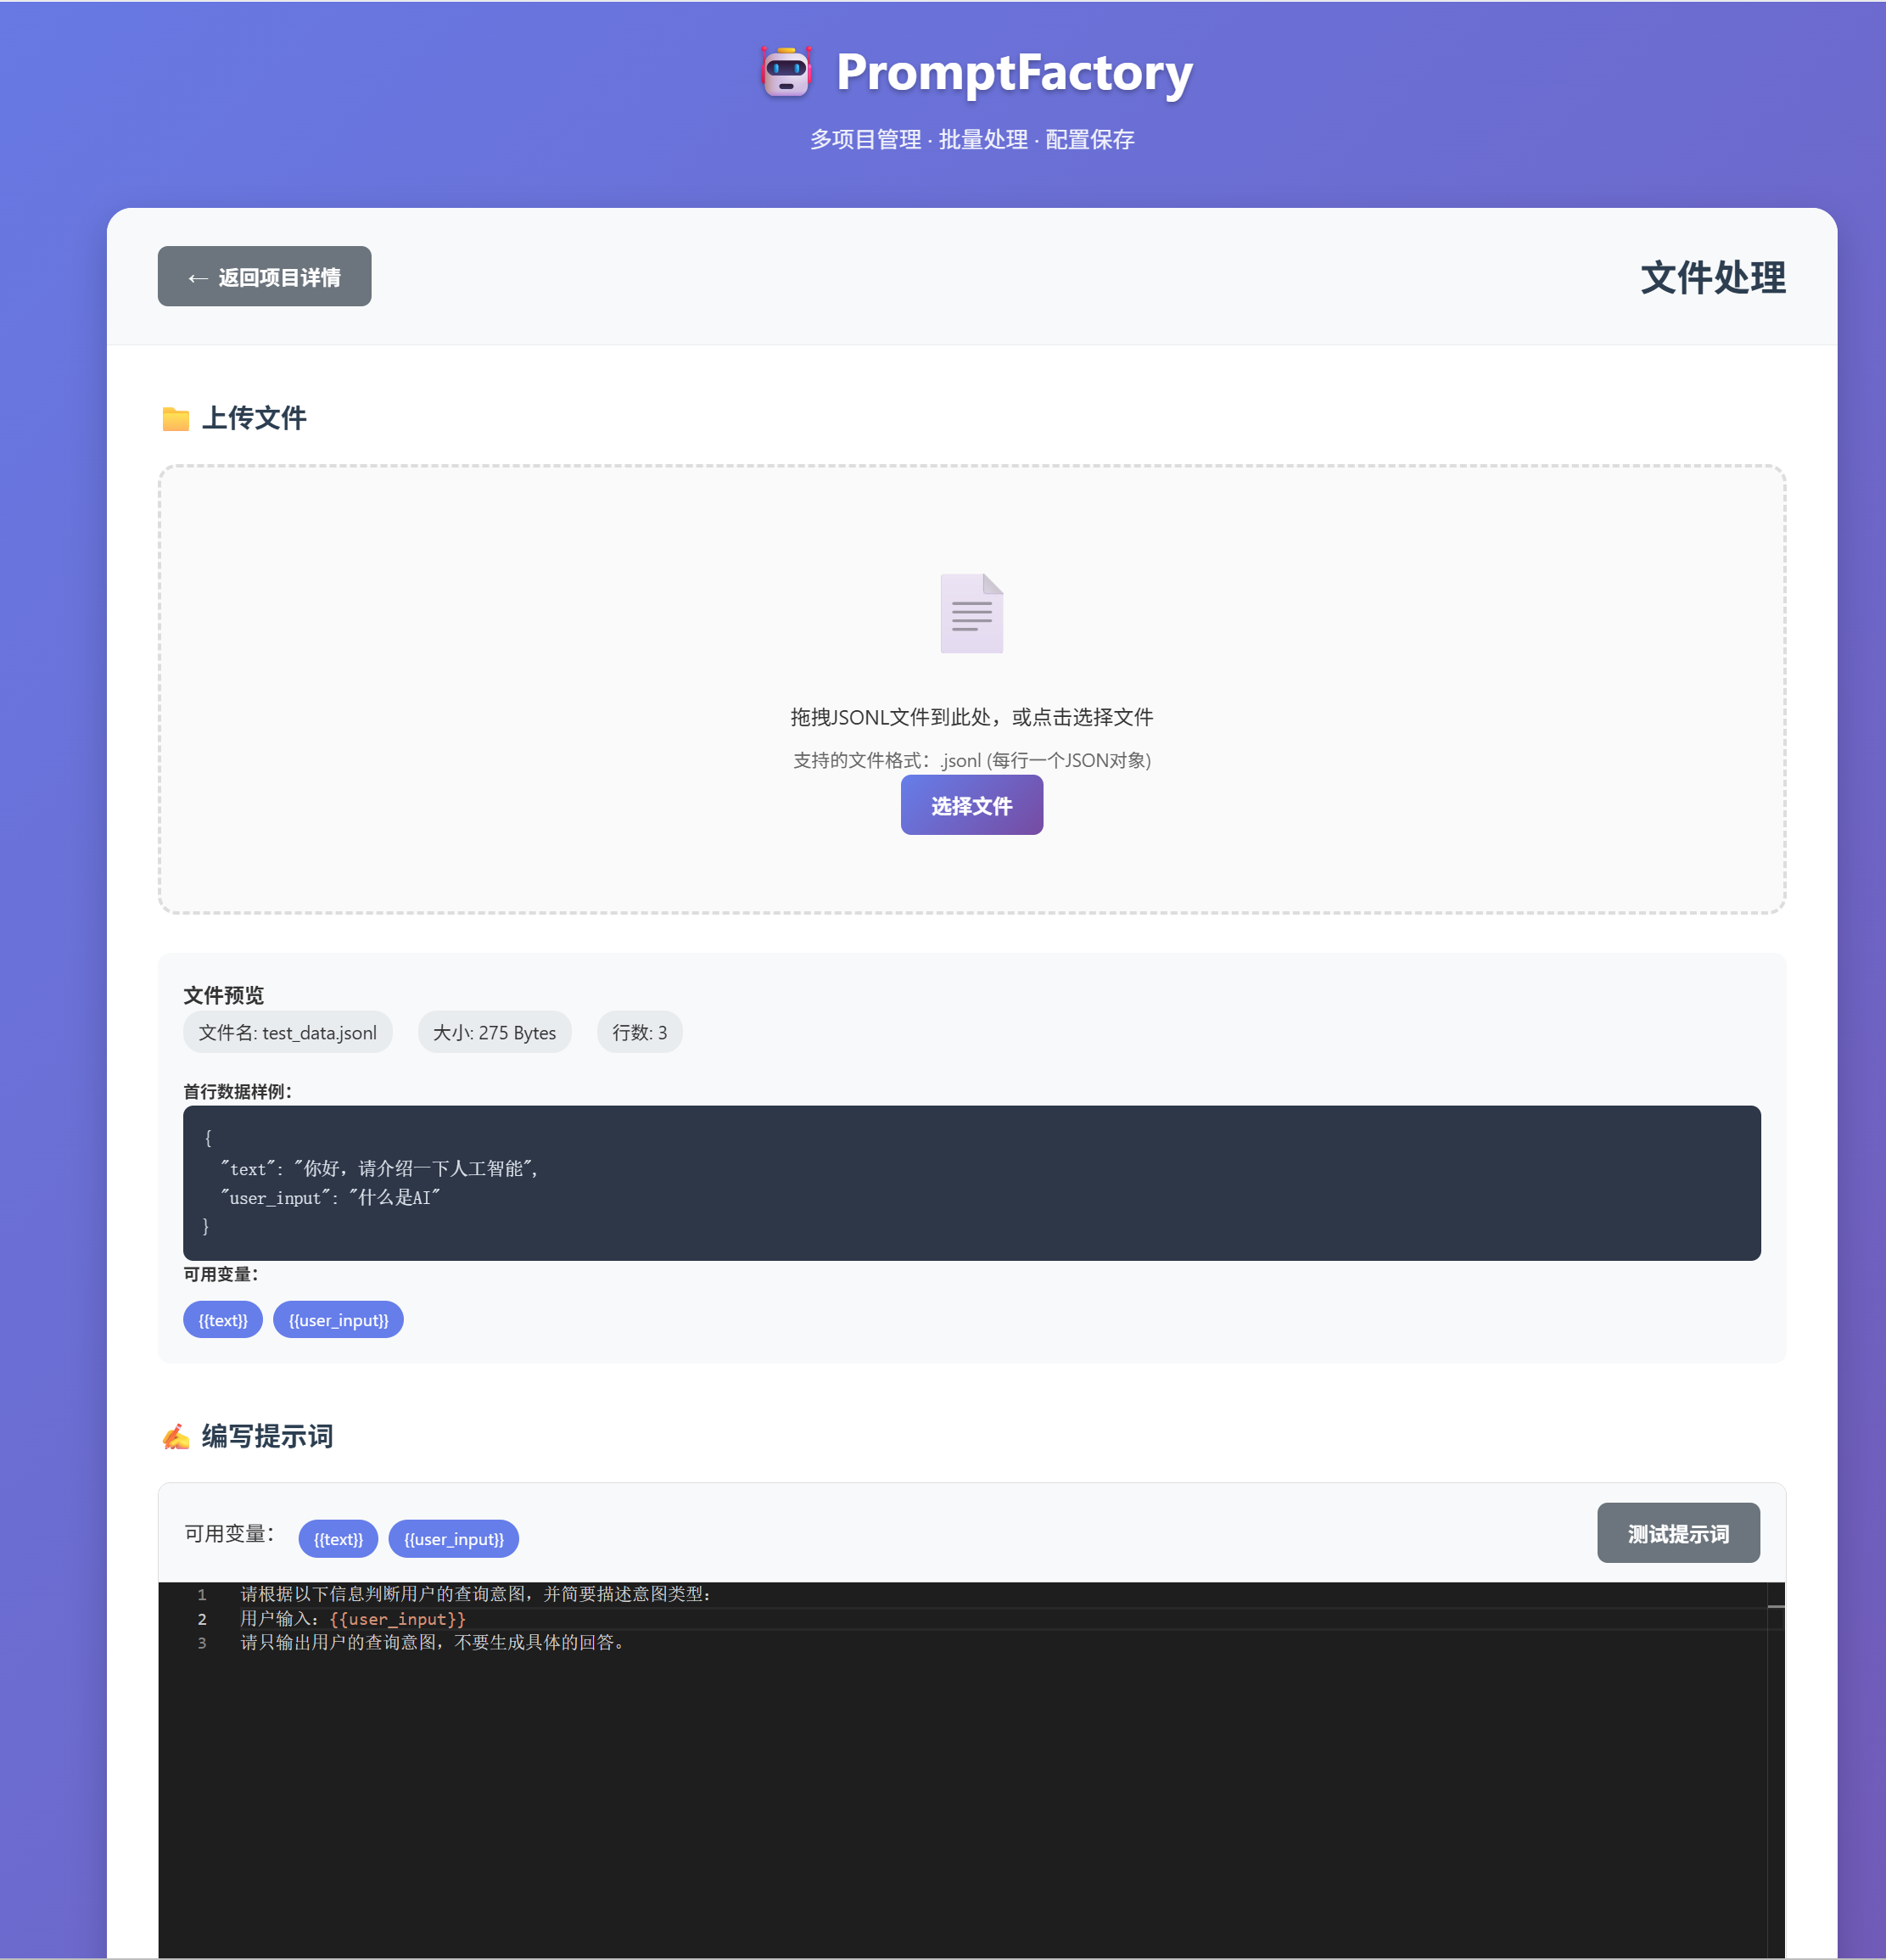 PromptFactory
多项目管理 · 批量处理 · 配置保存
← 返回项目详情
文件处理
上传文件
拖拽JSONL文件到此处，或点击选择文件
支持的文件格式：.jsonl (每行一个JSON对象)
选择文件
文件预览
文件名: test_data.jsonl
大小: 275 Bytes
行数: 3
首行数据样例：
{
"text": "你好，请介绍一下人工智能",
"user_input": "什么是AI"
}
可用变量：
{{text}} {{user_input}}
编写提示词
可用变量： {{text}} {{user_input}}
测试提示词
1 请根据以下信息判断用户的查询意图，并简要描述意图类型：
2 用户输入：{{user_input}}
3 请只输出用户的查询意图，不要生成具体的回答。